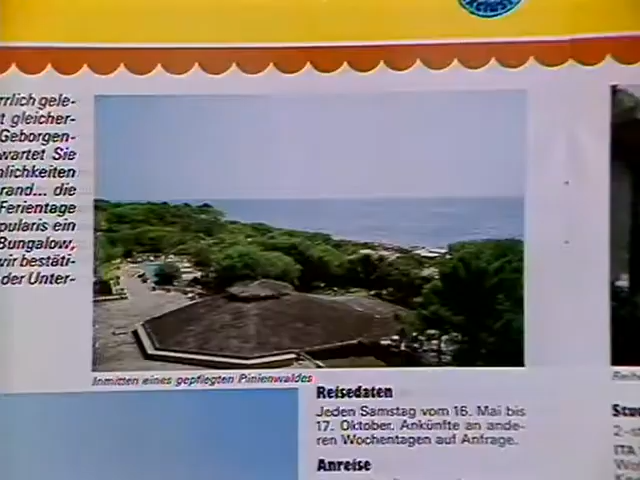 gele-
gleicher-
Geborgen-
wartet Sie
lichkeiten
rand... die
Ferientage
pularis ein
Bungalow,
wir bestäti-
der Unter-
Inmitten eines gepflegten Pinienwaldes
Reisedaten
Jeden Samstag vom 16. Mai bis
17. Oktober. Ankünfte an ande-
ren Wochentagen auf Anfrage.
Anreise
ITA